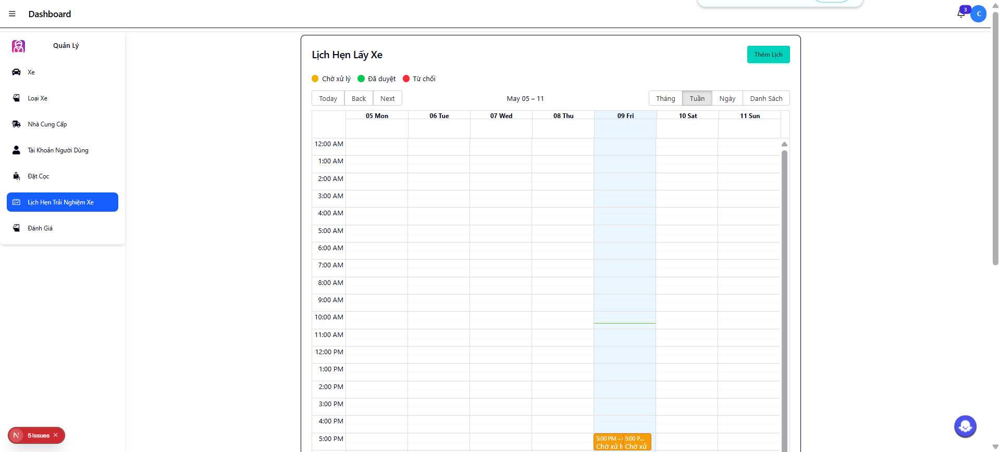 Dashboard
3
C
Quản Lý
Xe
Loại Xe
Nhà Cung Cấp
Tài Khoản Người Dùng
Đặt Cọc
Lịch Hẹn Trải Nghiệm Xe
Đánh Giá
N
5 Issues
Lịch Hẹn Lấy Xe
Thêm Lịch
Chờ xử lý
Đã duyệt
Từ chối
Today
Back
Next
May 05 – 11
Tháng
Tuần
Ngày
Danh Sách
05 Mon
06 Tue
07 Wed
08 Thu
09 Fri
10 Sat
11 Sun
12:00 AM
1:00 AM
2:00 AM
3:00 AM
4:00 AM
5:00 AM
6:00 AM
7:00 AM
8:00 AM
9:00 AM
10:00 AM
11:00 AM
12:00 PM
1:00 PM
2:00 PM
3:00 PM
4:00 PM
5:00 PM
5:00 PM –
Chờ xử lý
5:00 P...
Chờ xử